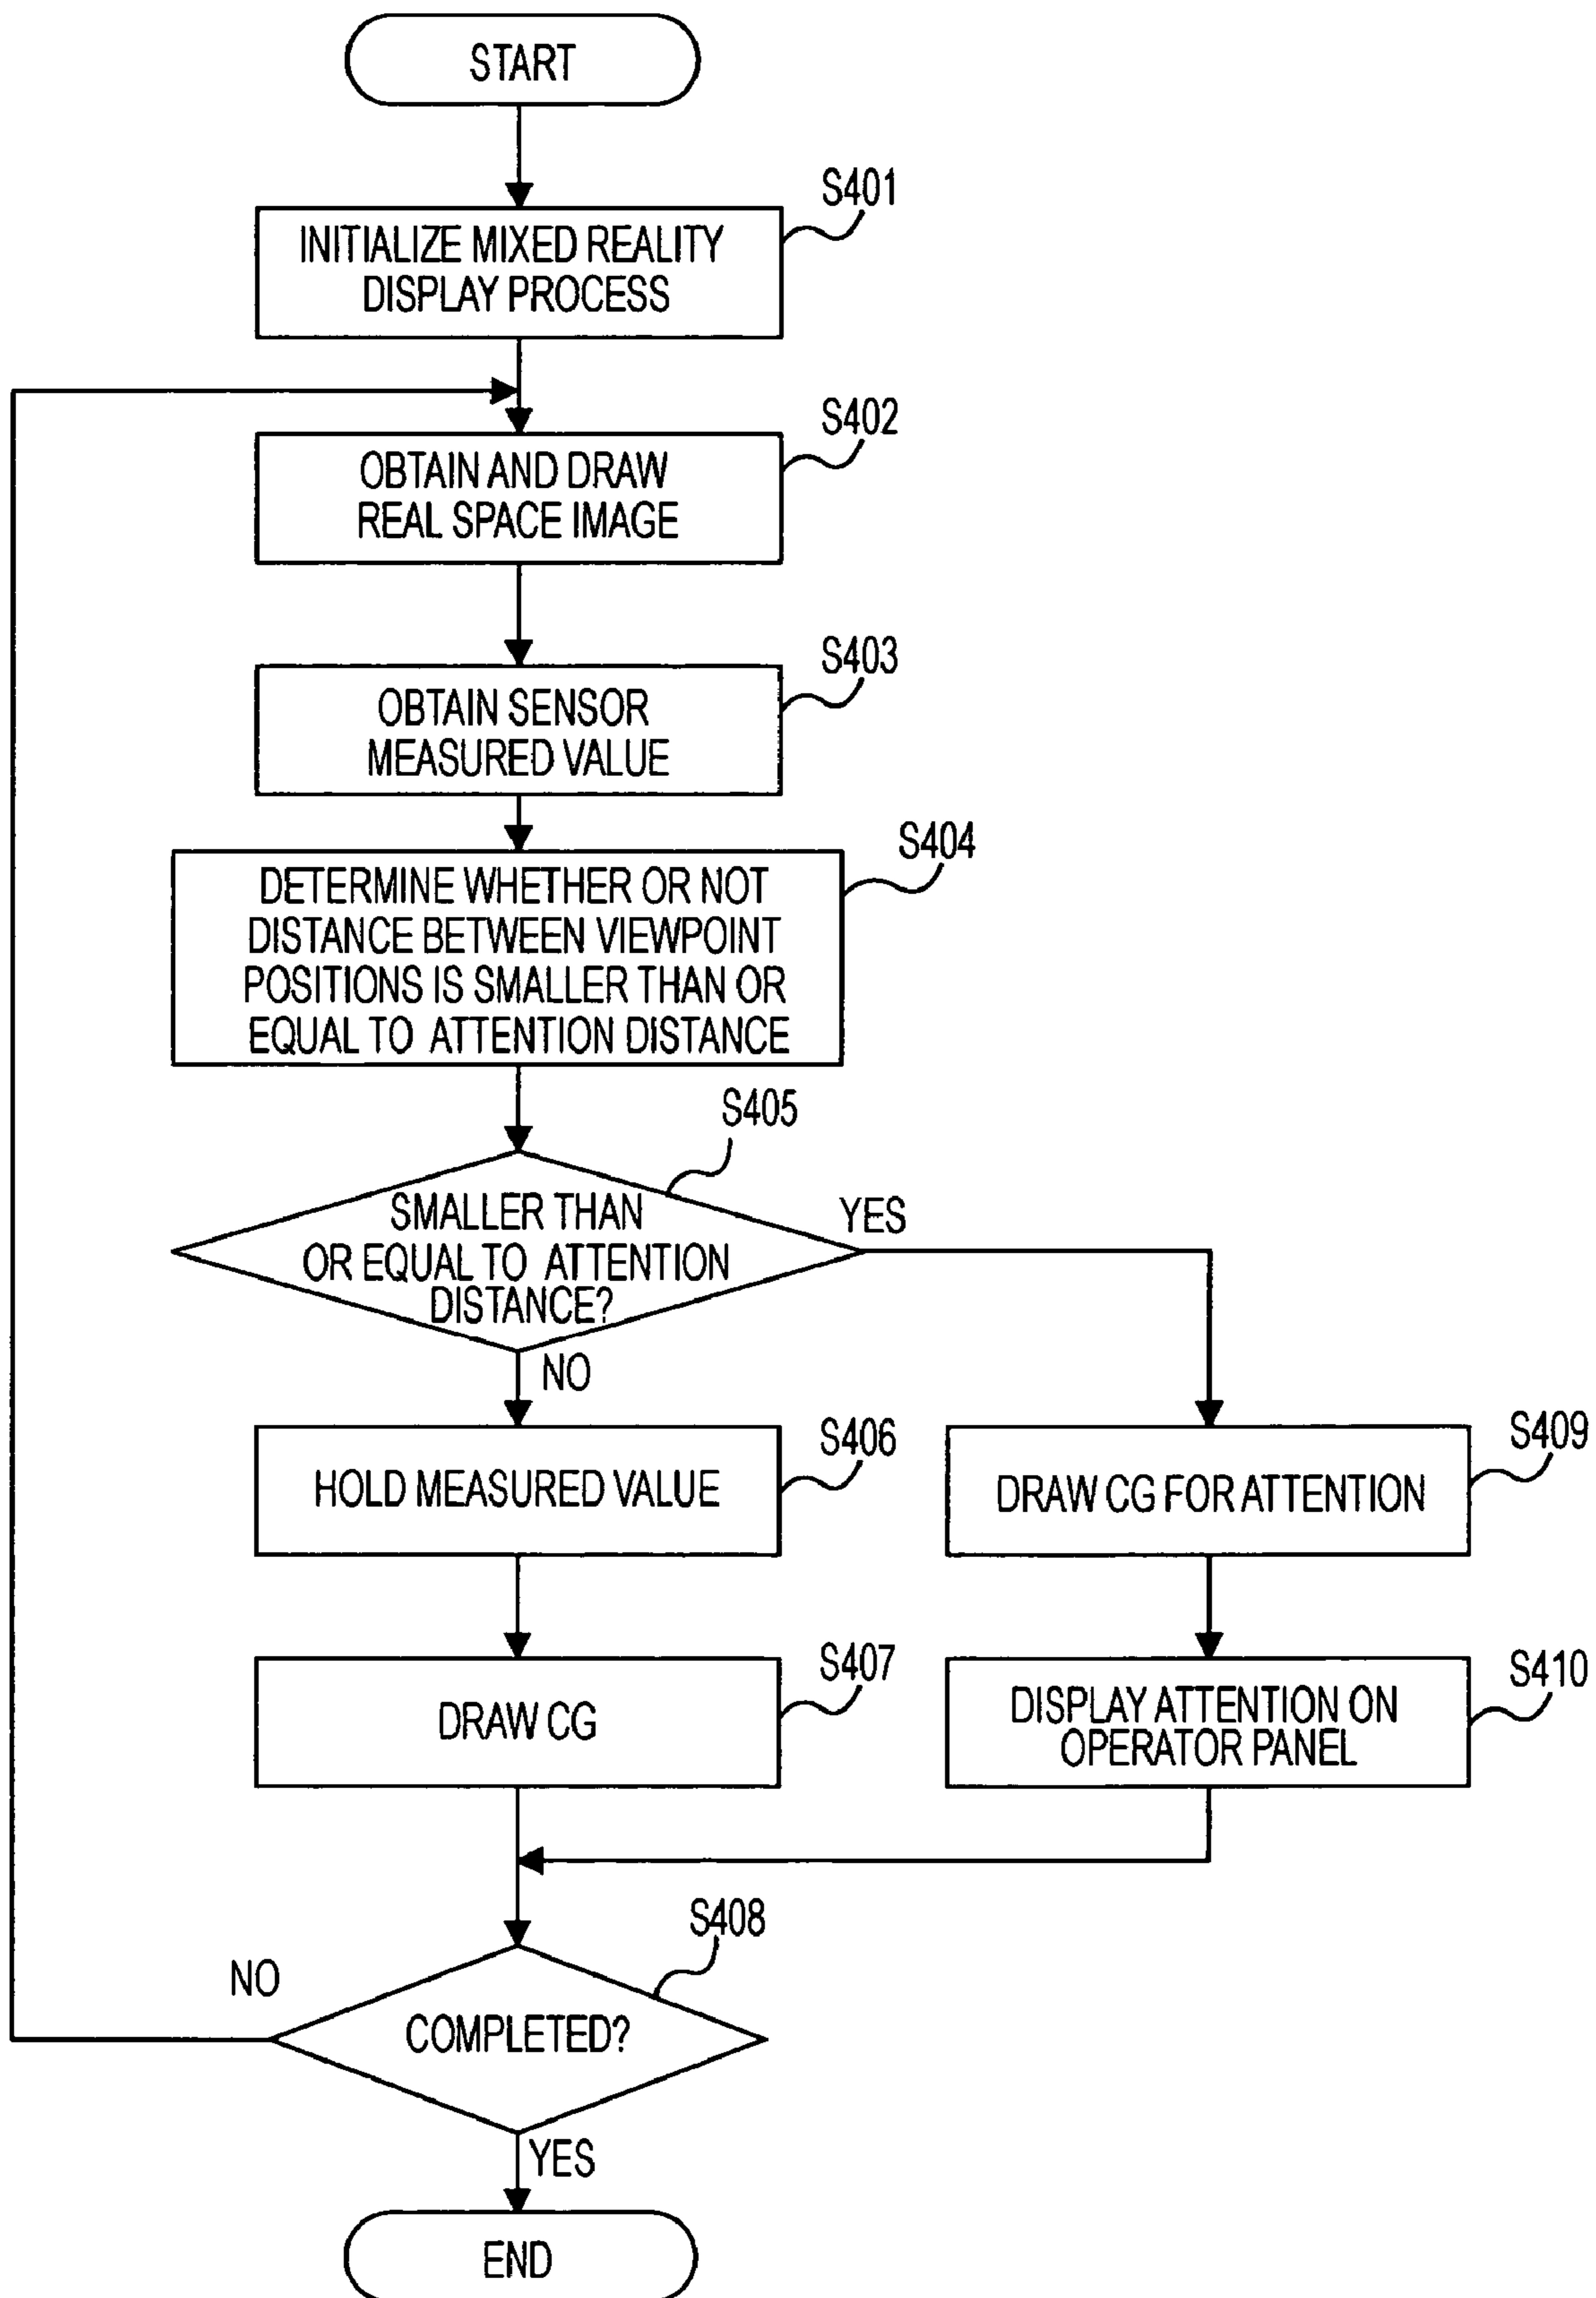 START
S401
INITIALIZE MIXED REALITY
DISPLAY PROCESS
S402
OBTAIN AND DRAW
REAL SPACE IMAGE
S403
OBTAIN SENSOR
MEASURED VALUE
S404
DETERMINE WHETHER OR NOT
DISTANCE BETWEEN VIEWPOINT
POSITIONS IS SMALLER THAN OR
EQUAL TO ATTENTION DISTANCE
S405
SMALLER THAN
OR EQUAL TO ATTENTION
DISTANCE?
YES
NO
S406
HOLD MEASURED VALUE
S409
DRAW CG FOR ATTENTION
S407
DRAW CG
S410
DISPLAY ATTENTION ON
OPERATOR PANEL
S408
NO
COMPLETED?
YES
END